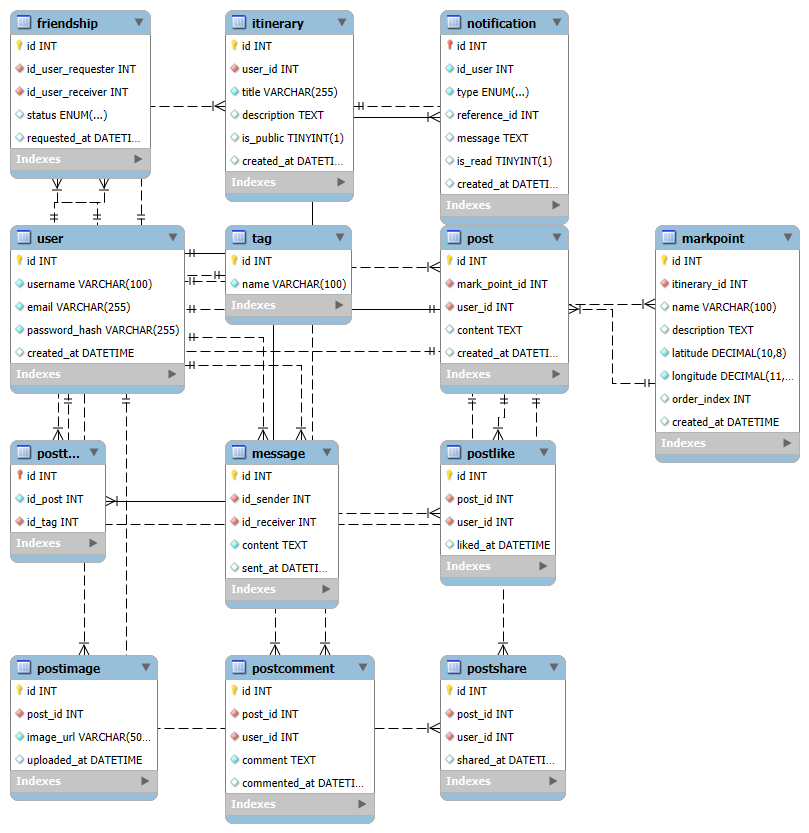 friendship
id INT
id_user_requester INT
id_user_receiver INT
status ENUM(...)
requested_at DATETI...
Indexes
itinerary
id INT
user_id INT
title VARCHAR(255)
description TEXT
is_public TINYINT(1)
created_at DATETI...
Indexes
notification
id INT
id_user INT
type ENUM(...)
reference_id INT
message TEXT
is_read TINYINT(1)
created_at DATETI...
Indexes
user
id INT
username VARCHAR(100)
email VARCHAR(255)
password_hash VARCHAR(255)
created_at DATETIME
Indexes
tag
id INT
name VARCHAR(100)
Indexes
post
id INT
mark_point_id INT
user_id INT
content TEXT
created_at DATETI...
Indexes
markpoint
id INT
itinerary_id INT
name VARCHAR(100)
description TEXT
latitude DECIMAL(10,8)
longitude DECIMAL(11,...
order_index INT
created_at DATETIME
Indexes
postt...
id INT
id_post INT
id_tag INT
Indexes
message
id INT
id_sender INT
id_receiver INT
content TEXT
sent_at DATETI...
Indexes
postlike
id INT
post_id INT
user_id INT
liked_at DATETIME
Indexes
postimage
id INT
post_id INT
image_url VARCHAR(50...
uploaded_at DATETIME
Indexes
postcomment
id INT
post_id INT
user_id INT
comment TEXT
commented_at DATETI...
Indexes
postshare
id INT
post_id INT
user_id INT
shared_at DATETI...
Indexes